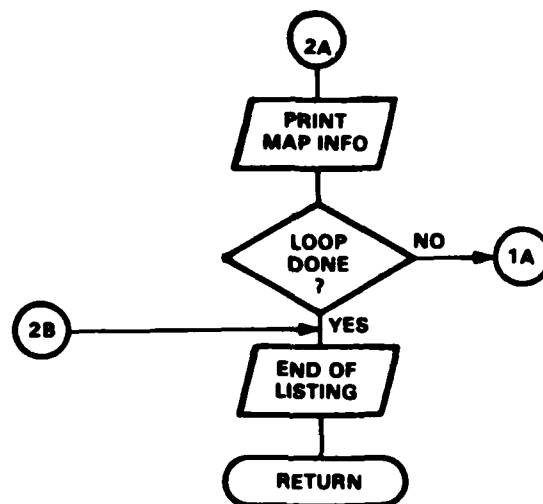 2A
PRINT
MAP INFO
LOOP
DONE
?
NO
1A
2B
YES
END OF
LISTING
RETURN